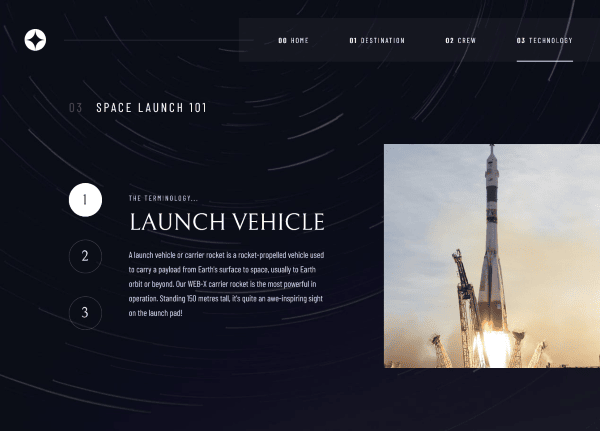 00 HOME
01 DESTINATION
02 CREW
03 TECHNOLOGY
03 SPACE LAUNCH 101
1
THE TERMINOLOGY...
LAUNCH VEHICLE
2
A launch vehicle or carrier rocket is a rocket-propelled vehicle used
to carry a payload from Earth's surface to space, usually to Earth
orbit or beyond. Our WEB-X carrier rocket is the most powerful in
operation. Standing 150 metres tall, it's quite an awe-inspiring sight
on the launch pad!
3